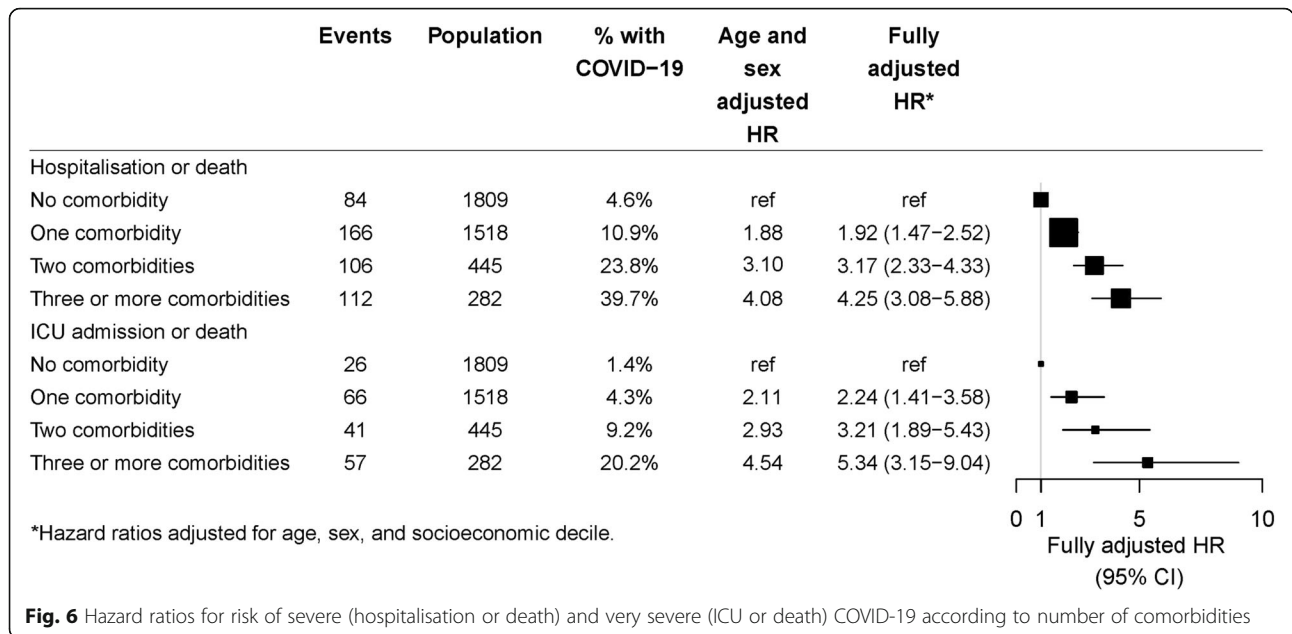 Events Population % with COVID−19 Age and sex adjusted HR Fully adjusted HR*
Hospitalisation or death
No comorbidity 84 1809 4.6% ref ref
One comorbidity 166 1518 10.9% 1.88 1.92 (1.47−2.52)
Two comorbidities 106 445 23.8% 3.10 3.17 (2.33−4.33)
Three or more comorbidities 112 282 39.7% 4.08 4.25 (3.08−5.88)
ICU admission or death
No comorbidity 26 1809 1.4% ref ref
One comorbidity 66 1518 4.3% 2.11 2.24 (1.41−3.58)
Two comorbidities 41 445 9.2% 2.93 3.21 (1.89−5.43)
Three or more comorbidities 57 282 20.2% 4.54 5.34 (3.15−9.04)
0 1 5 10
*Hazard ratios adjusted for age, sex, and socioeconomic decile.
Fully adjusted HR
(95% CI)
Fig. 6 Hazard ratios for risk of severe (hospitalisation or death) and very severe (ICU or death) COVID-19 according to number of comorbidities